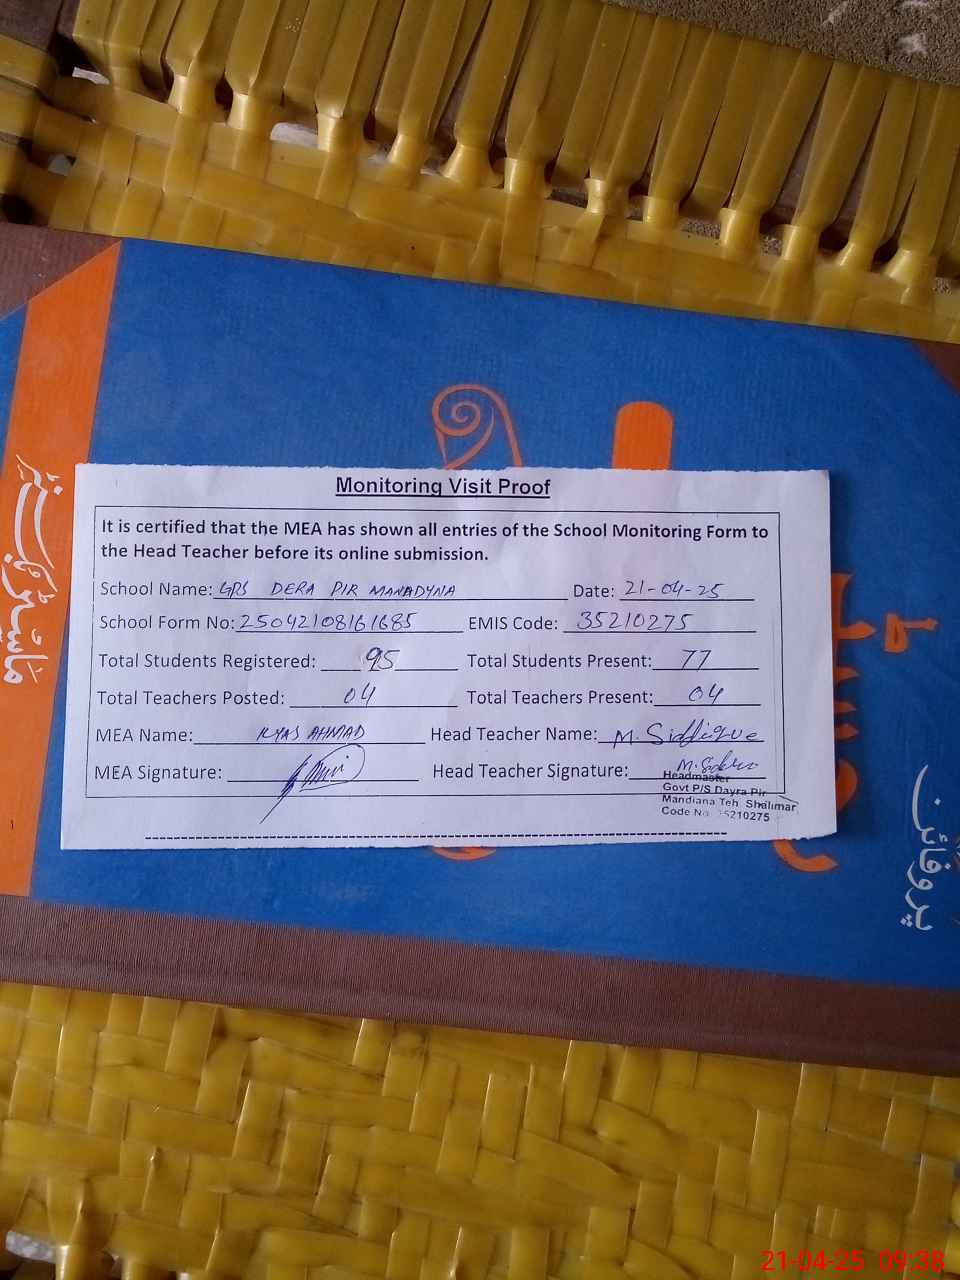 Monitoring Visit Proof
It is certified that the MEA has shown all entries of the School Monitoring Form to
the Head Teacher before its online submission.
School Name: GPS DERA PIR MANADYNA Date: 21-04-25
School Form No: 25042108161685 EMIS Code: 35210275
Total Students Registered: 95 Total Students Present: 77
Total Teachers Posted: 04 Total Teachers Present: 04
MEA Name: ILYAS AHMAD Head Teacher Name: M. Siddique
MEA Signature: Head Teacher Signature:
Headmaster
Govt P/S Dayra Pir
Mandiana Teh Shalimar
Code No. 35210275
پروفائل
21-04-25 09:38